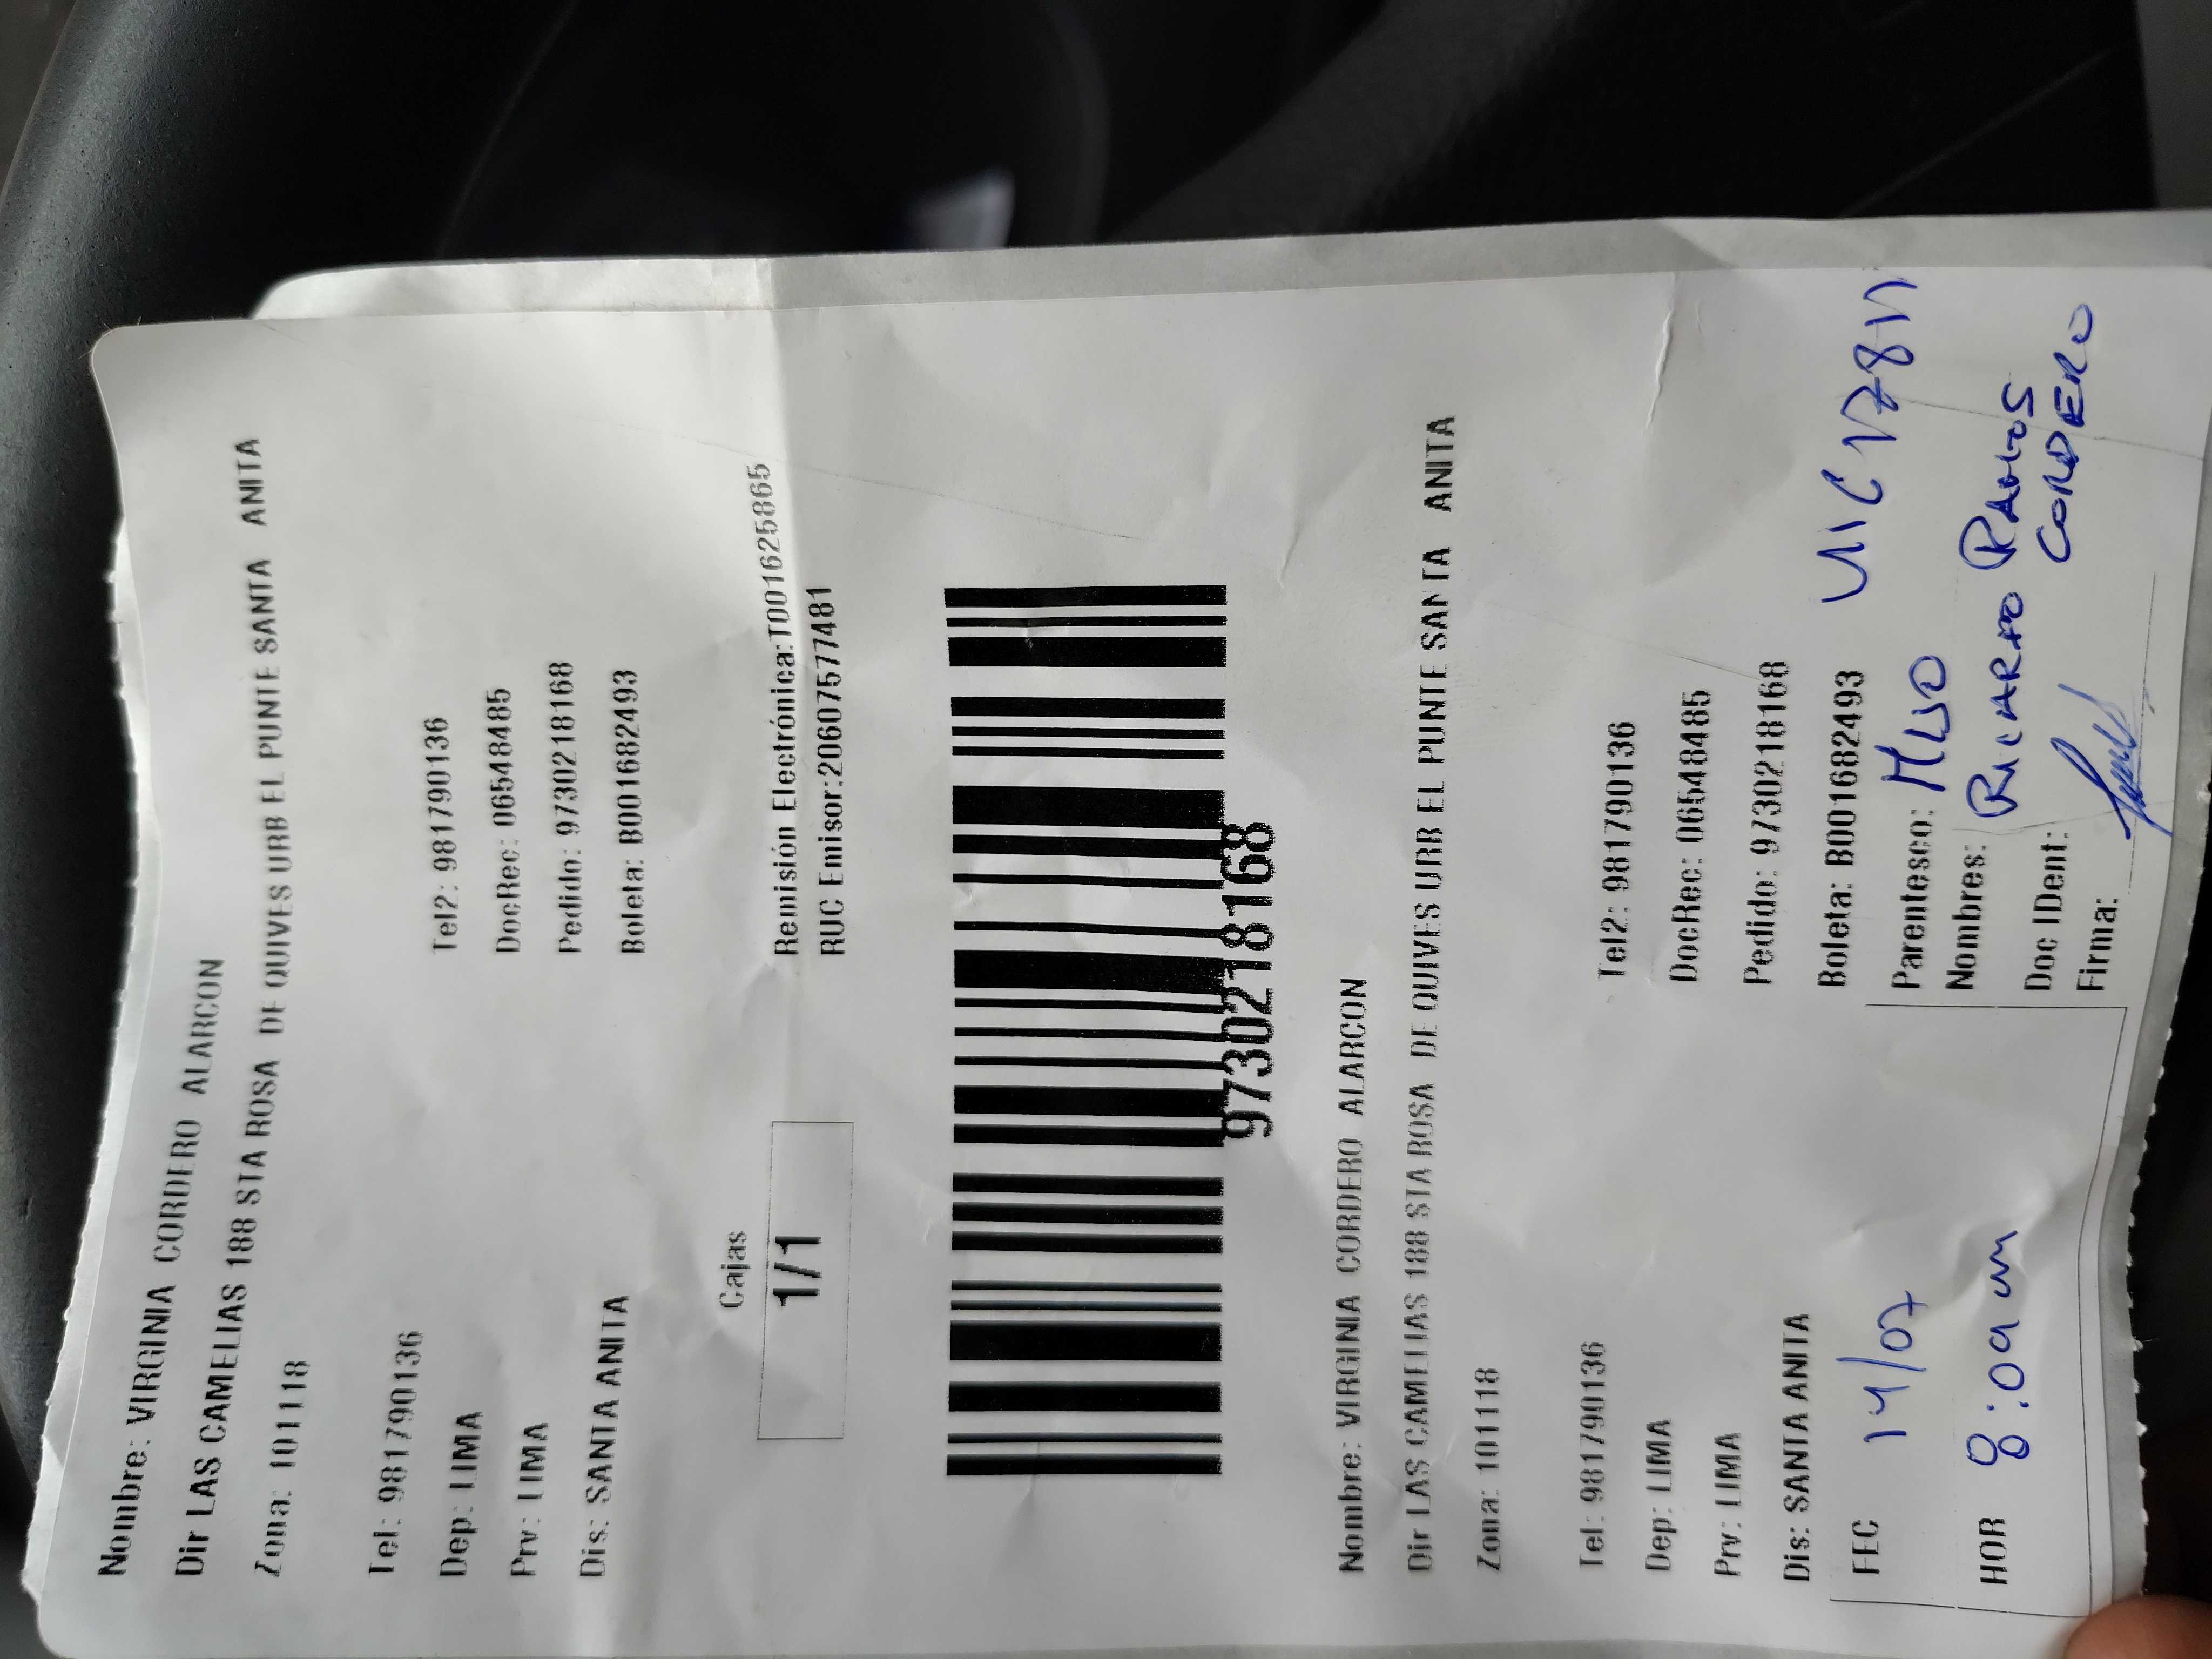 Nombre: VIRGINIA CORDERO ALARCON
Dir LAS CAMELIAS 188 STA ROSA DE QUIVES URB EL PUNTE SANTA ANITA
Zona: 101118
Tel: 981790136 Tel2: 981790136
Dep: LIMA DocRec: 06548485
Prv: LIMA Pedido: 9730218168
Dis: SANTA ANITA Boleta: B001682493
Cajas
1/1
Remisión Electrónica:T001625865
RUC Emisor:20607577481
9730218168
Nombre: VIRGINIA CORDERO ALARCON
Dir LAS CAMELIAS 188 STA ROSA DE QUIVES URB EL PUNTE SANTA ANITA
Zona: 101118
Tel: 981790136 Tel2: 981790136
Dep: LIMA DocRec: 06548485
Prv: LIMA Pedido: 9730218168
Dis: SANTA ANITA Boleta: B001682493
FEC 14/07 Parentesco:
HOR 8:00am Nombres: RICARDO RAMOS
CORDERO
Doc IDent:
Firma: